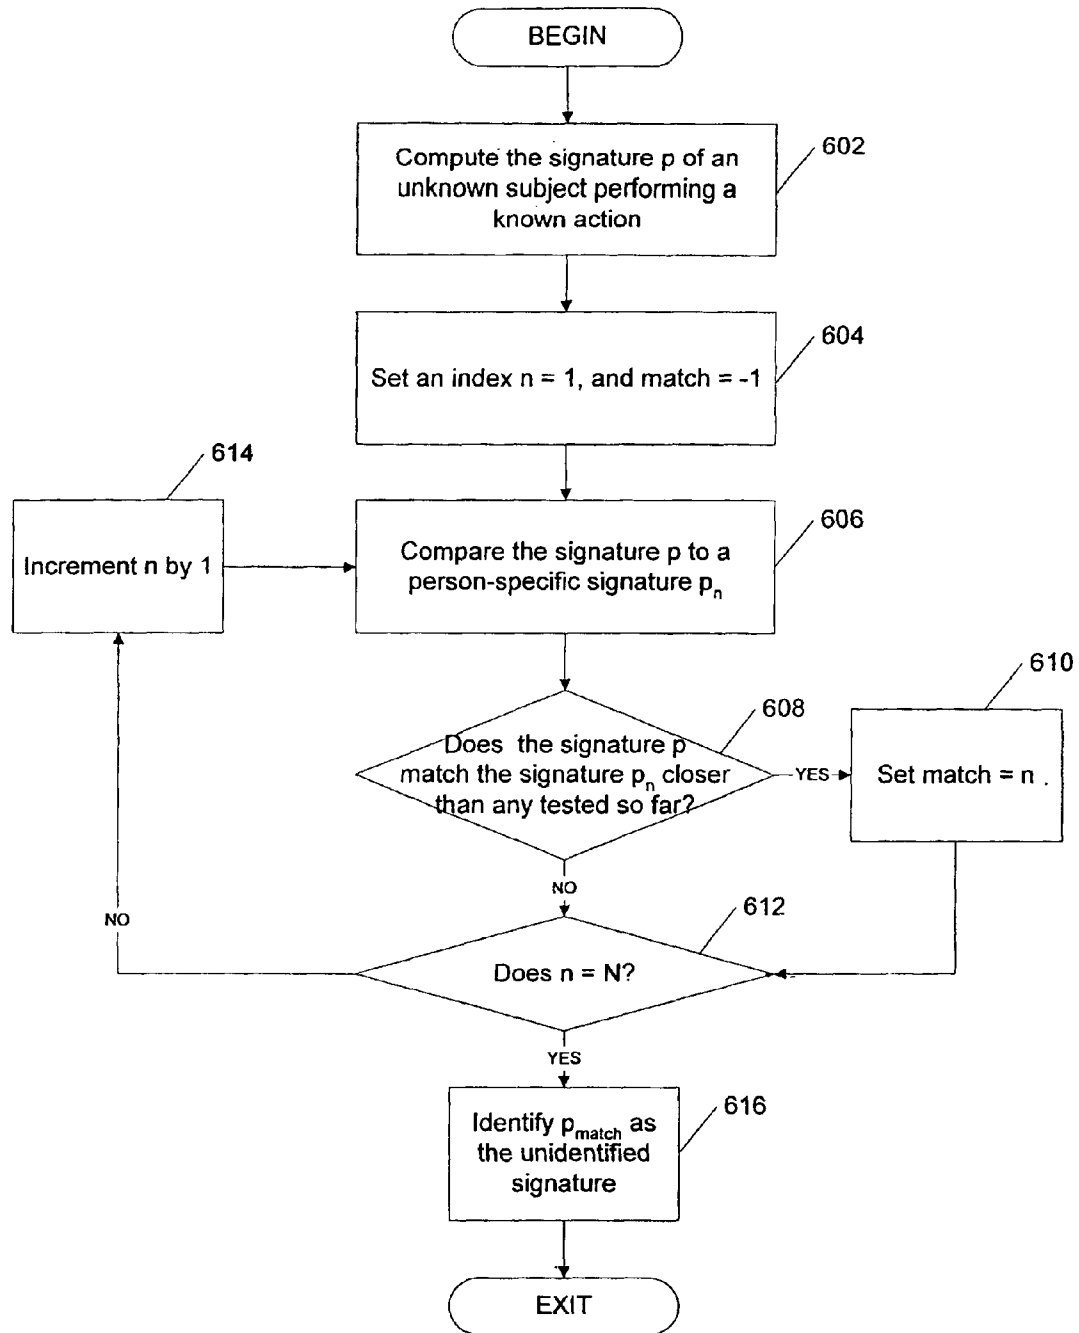 BEGIN
602
Compute the signature p of an
unknown subject performing a
known action
604
Set an index n = 1, and match = -1
614
Increment n by 1
606
Compare the signature p to a
person-specific signature pn
610
608
Does the signature p
match the signature pn closer
than any tested so far?
YES
Set match = n .
NO
612
NO
Does n = N?
YES
616
Identify pmatch as
the unidentified
signature
EXIT